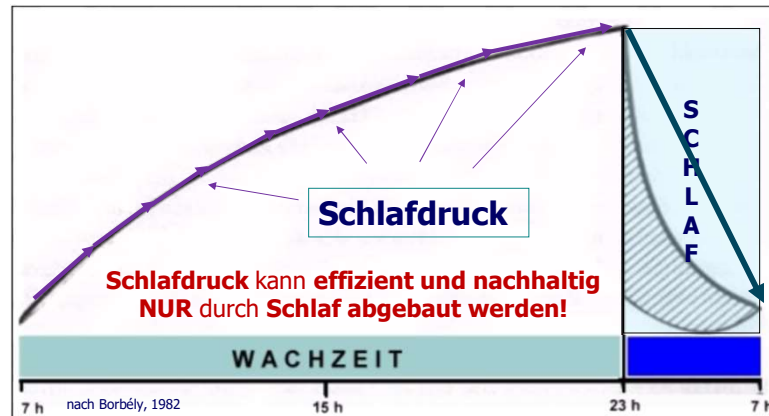 SCHLAF
Schlafdruck
Schlafdruck kann effizient und nachhaltig
NUR durch Schlaf abgebaut werden!
WACHZEIT
7 h
nach Borbély, 1982
15 h
23 h
7 h